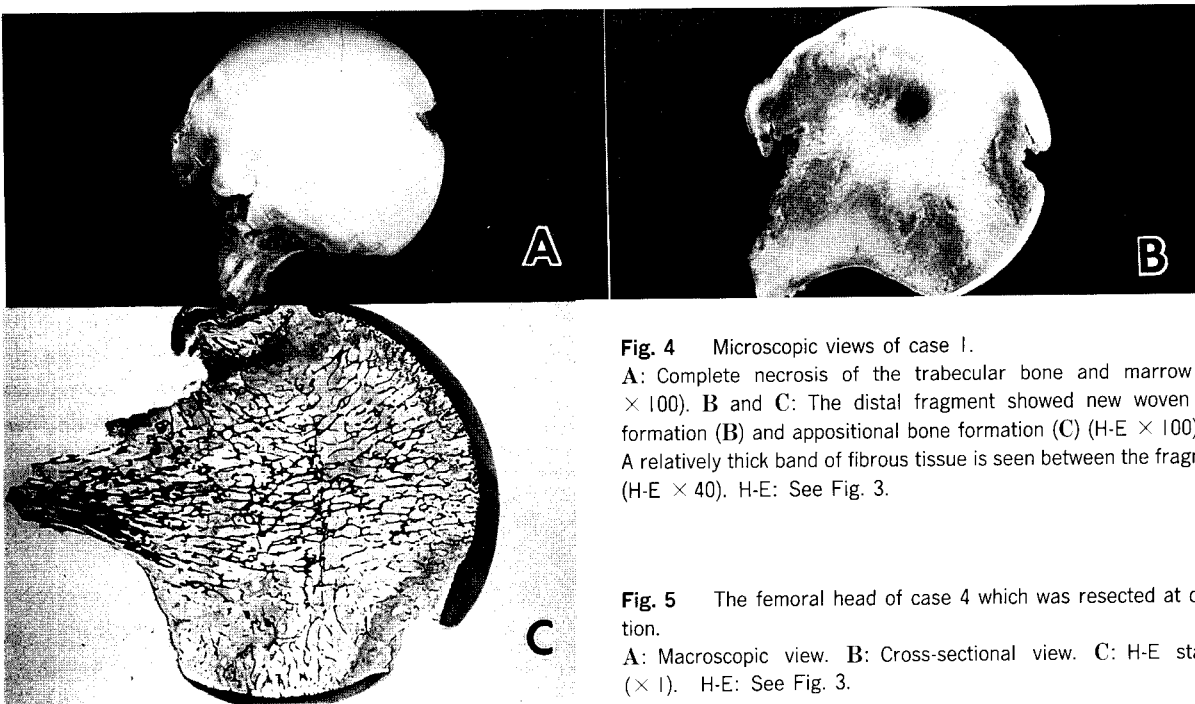 A
B
C
Fig. 4 Microscopic views of case 1.
A: Complete necrosis of the trabecular bone and marrow
× 100). B and C: The distal fragment showed new woven
formation (B) and appositional bone formation (C) (H-E × 100)
A relatively thick band of fibrous tissue is seen between the
(H-E × 40). H-E: See Fig. 3.
Fig. 5 The femoral head of case 4 which was resected at
tion.
A: Macroscopic view. B: Cross-sectional view. C: H-E
(× 1). H-E: See Fig. 3.